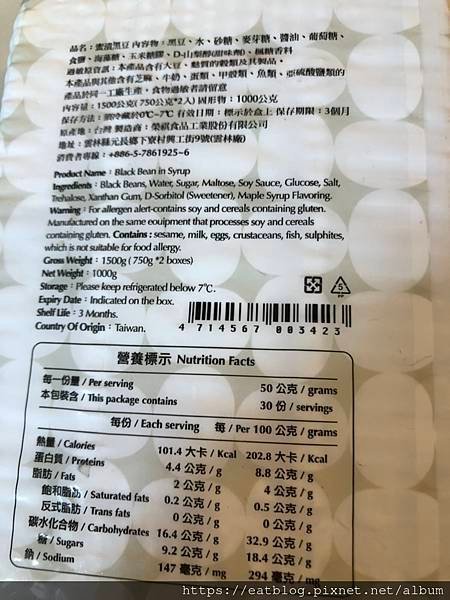 品名：蜜漬黑豆 內容物：黑豆、水、砂糖、麥芽糖、醬油、葡萄糖、
食鹽、海藻糖、玉米糖膠、D-山梨醇(甜味劑)、楓糖香料
過敏原資訊：本產品含有大豆、麩質的穀類及其製品。
本產品與其他含有芝麻、牛奶、蛋類、甲殼類、魚類、亞硫酸鹽類的
產品於同一工廠生產，食物過敏者請留意
內容量：1500公克(750公克*2入) 固形物：1000公克
保存方法：須冷藏於0℃~7℃ 有效日期：標示於盒上 保存期限：3個月
原產地：台灣 製造商：榮祺食品工業股份有限公司
地址：雲林縣元長鄉下寮村興工街9號(雲林廠)
消費者專線：+886-5-7861925~6
Product Name：Black Bean in Syrup
Ingredients：Black Beans, Water, Sugar, Maltose, Soy Sauce, Glucose, Salt,
Trehalose, Xanthan Gum, D-Sorbitol (Sweetener), Maple Syrup Flavoring.
Warning：For allergen alert-contains soy and cereals containing gluten.
Manufactured on the same equipment that processes soy and cereals
containing gluten. Contains：sesame, milk, eggs, crustaceans, fish, sulphites,
which is not suitable for food allergy.
Gross Weight：1500g (750g *2 boxes)
Net Weight：1000g
Storage：Please keep refrigerated below 7℃.
Expiry Date：Indicated on the box.
Shelf Life：3 Months.
Country Of Origin：Taiwan.
5
PP
4 714567 003423
營養標示 Nutrition Facts
每一份量 / Per serving 50 公克 / grams
本包裝含 / This package contains 30 份 / servings
每份 / Each serving 每 / Per 100 公克 / grams
熱量 / Calories 101.4 大卡 / Kcal 202.8 大卡 / Kcal
蛋白質 / Proteins 4.4 公克 / g 8.8 公克 / g
脂肪 / Fats 2 公克 / g 4 公克 / g
飽和脂肪 / Saturated fats 0.2 公克 / g 0.5 公克 / g
反式脂肪 / Trans fats 0 公克 / g 0 公克 / g
碳水化合物 / Carbohydrates 16.4 公克 / g 32.9 公克 / g
糖 / Sugars 9.2 公克 / g 18.4 公克 / g
鈉 / Sodium 147 毫克 / mg 294 毫克 / mg
https://eatblog.pixnet.net/album